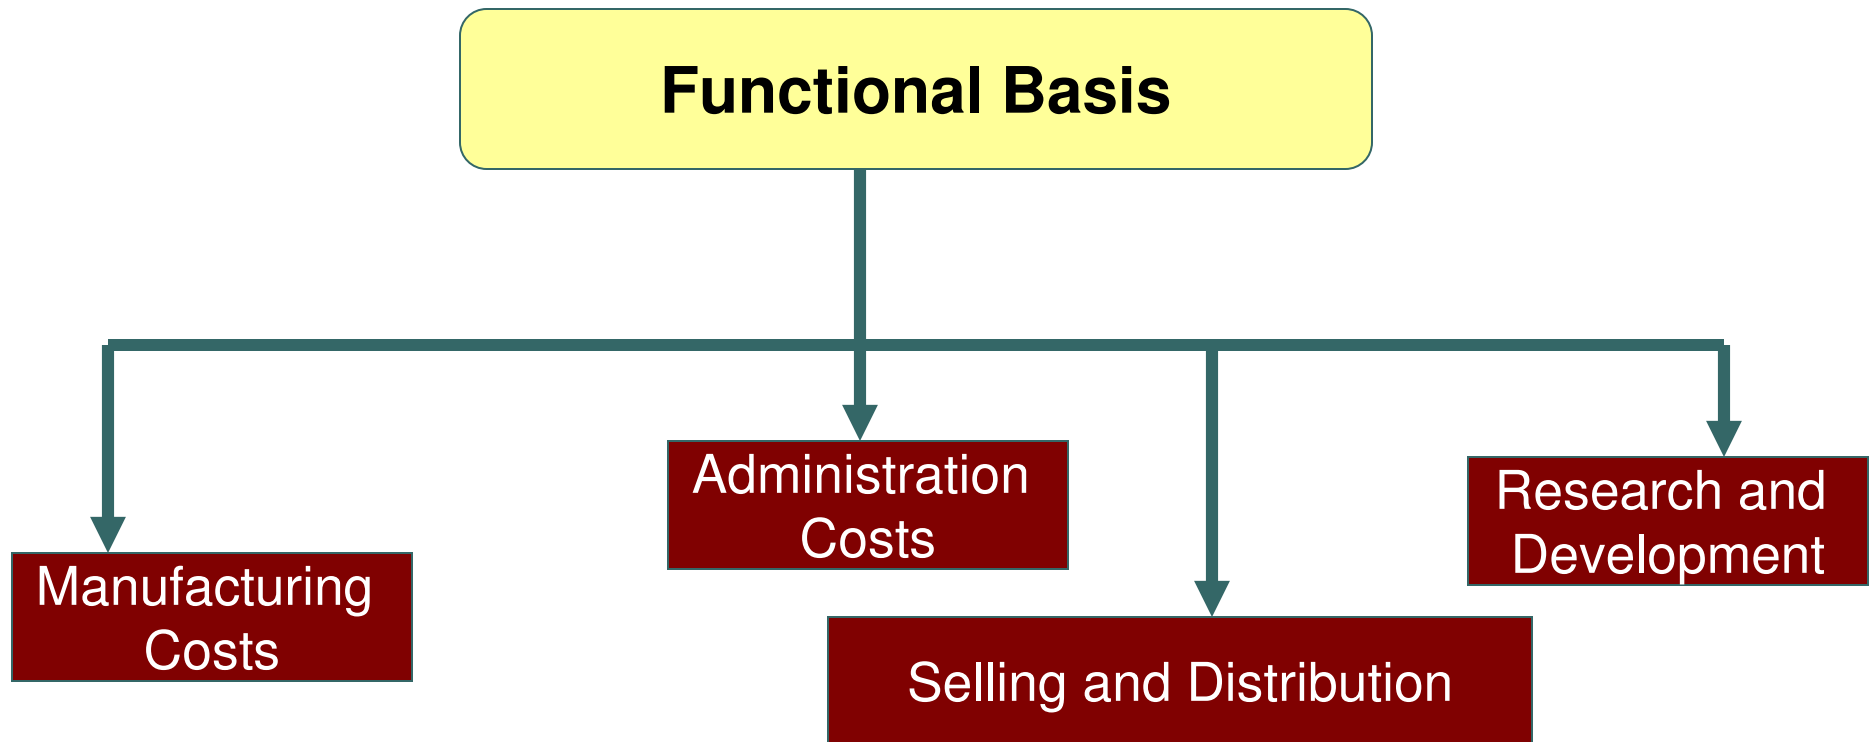 Functional Basis
Manufacturing
Costs
Administration
Costs
Selling and Distribution
Research and
Development